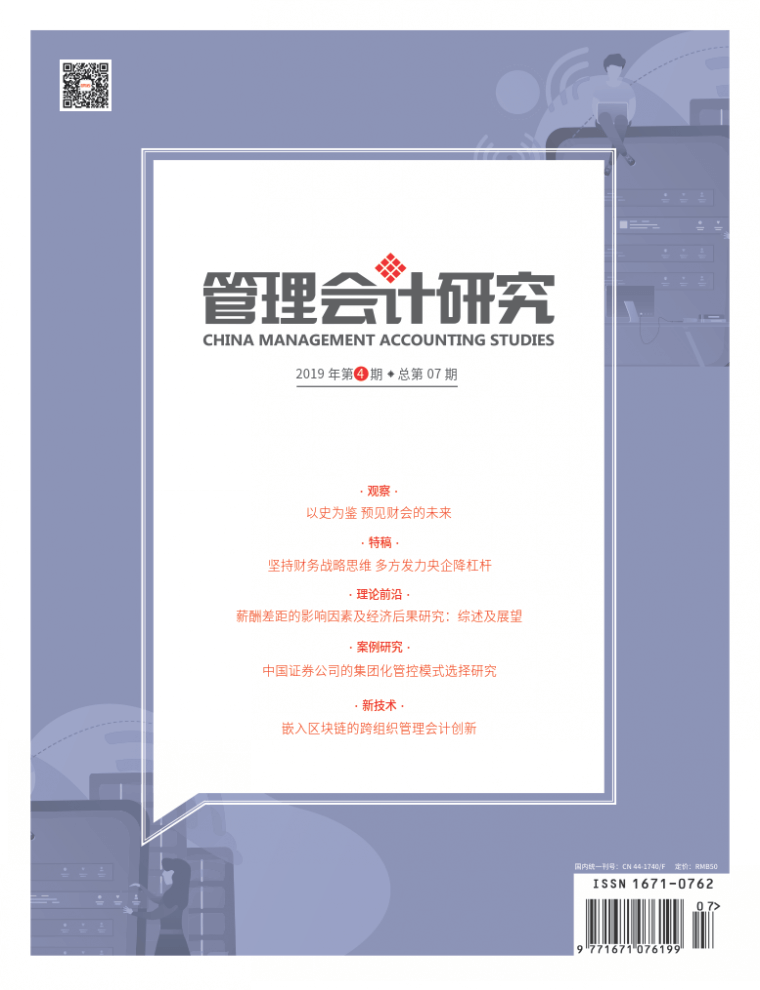 管理会计研究
CHINA MANAGEMENT ACCOUNTING STUDIES
2019 年第4期 ◆ 总第 07 期
· 观察 ·
以史为鉴 预见财会的未来
· 特稿 ·
坚持财务战略思维 多方发力央企降杠杆
· 理论前沿 ·
薪酬差距的影响因素及经济后果研究：综述及展望
· 案例研究 ·
中国证券公司的集团化管控模式选择研究
· 新技术 ·
嵌入区块链的跨组织管理会计创新
国内统一刊号：CN 44-1740/F 定价：RMB50
ISSN 1671-0762
07>
9 771671 076199